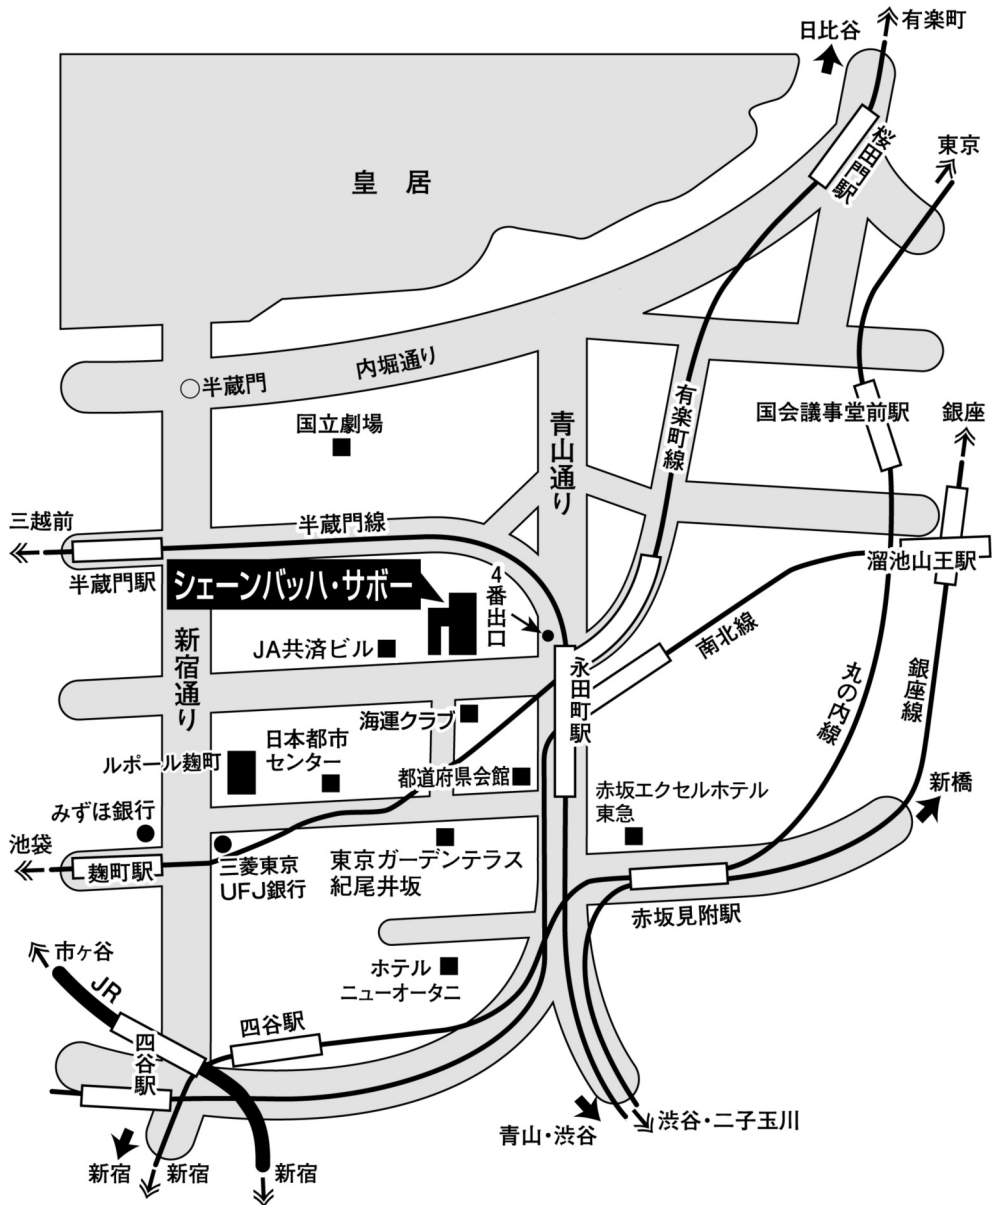 有楽町
日比谷
桜田門駅
東京
皇居
内堀通り
半蔵門
国立劇場
青山通り
有楽町線
国会議事堂前駅
銀座
三越前
半蔵門線
半蔵門駅
シェーンバッハ・サボー
4番出口
溜池山王駅
新宿通り
JA共済ビル
永田町駅
南北線
丸の内線
銀座線
海運クラブ
日本都市
センター
ルポール麹町
都道府県会館
赤坂エクセルホテル
東急
新橋
みずほ銀行
池袋
麹町駅
三菱東京
UFJ銀行
東京ガーデンテラス
紀尾井坂
赤坂見附駅
市ヶ谷
JR
ホテル
ニューオータニ
四谷駅
四谷駅
青山・渋谷
渋谷・二子玉川
新宿
新宿
新宿